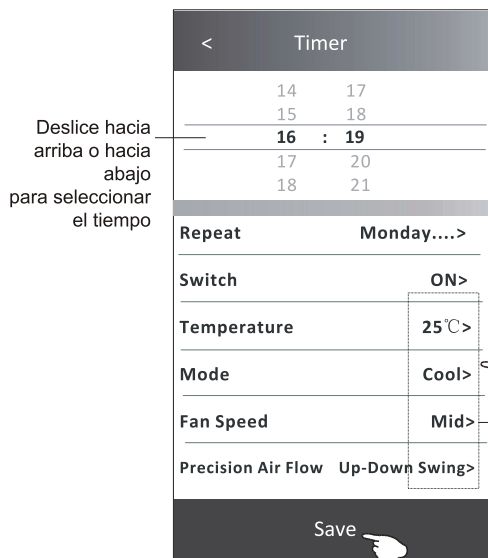 < Timer
14 17
15 18
16 : 19
17 20
18 21
Deslice hacia
arriba o hacia
abajo
para seleccionar
el tiempo
Repeat Monday....>
Switch ON>
Temperature 25℃>
Mode Cool>
Fan Speed Mid>
Precision Air Flow Up-Down Swing>
Save